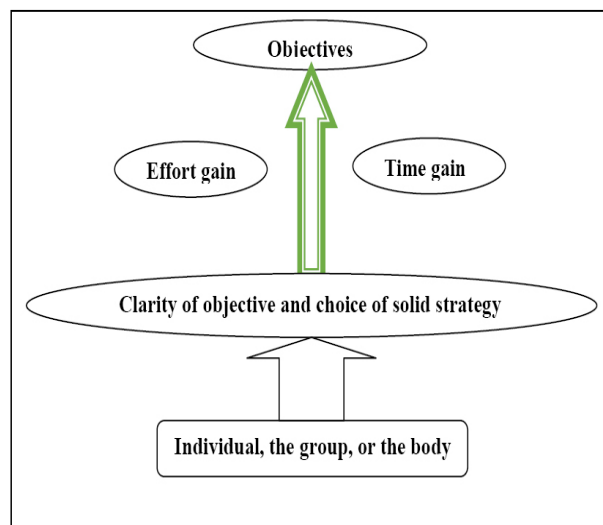 Objectives
Effort gain
Time gain
Clarity of objective and choice of solid strategy
Individual, the group, or the body